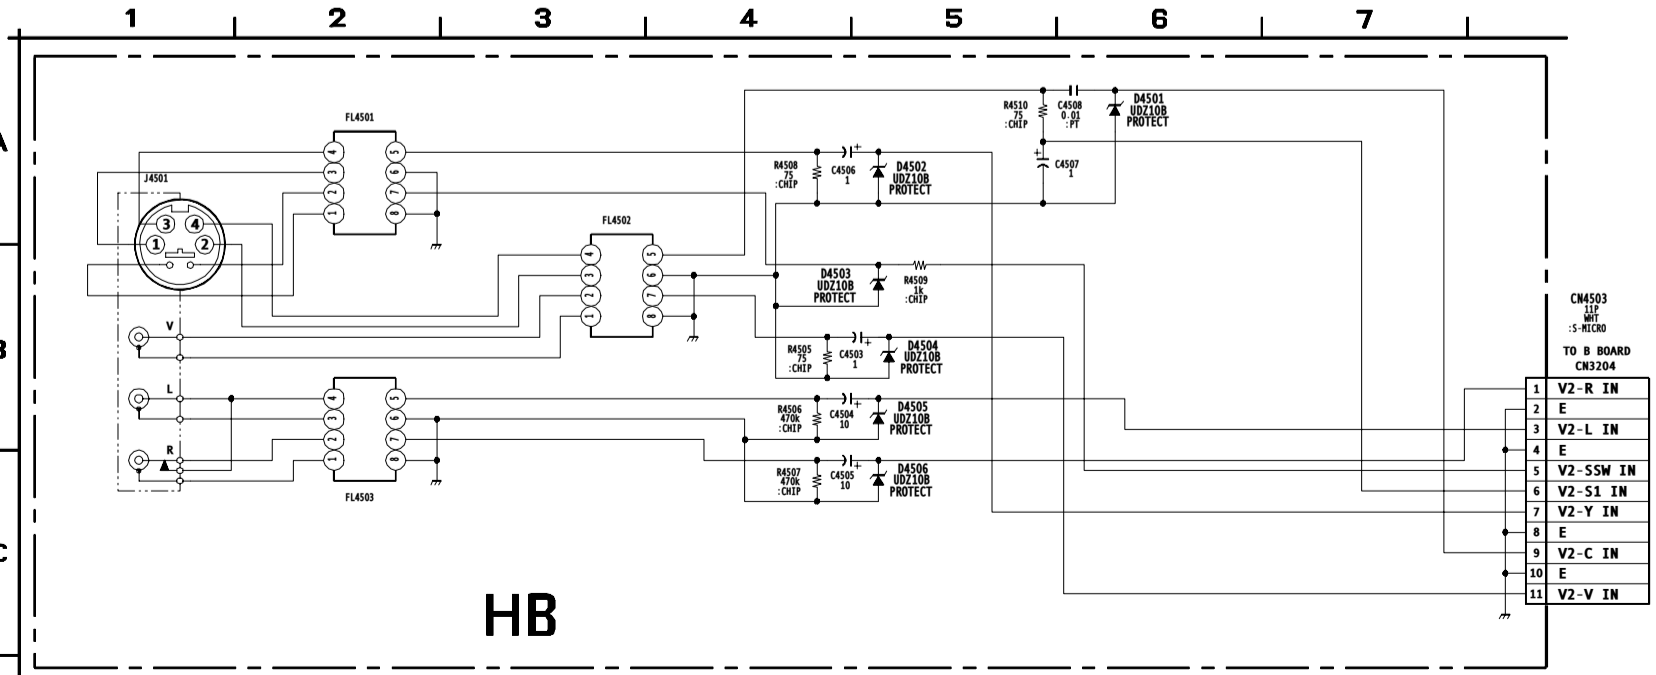 1 2 3 4 5 6 7
A
B
C
FL4501
4 5
3 6
2 7
1 8
J4501
3 4
1 2
V
L
R
FL4502
4 5
3 6
2 7
1 8
4 5
3 6
2 7
1 8
FL4503
R4508
75
:CHIP
C4506
1
+
D4502
UDZ10B
PROTECT
R4510
75
:CHIP
C4508
0.01
:PT
D4501
UDZ10B
PROTECT
+
C4507
1
D4503
UDZ10B
PROTECT
R4509
1k
:CHIP
R4505
75
:CHIP
C4503
1
+
D4504
UDZ10B
PROTECT
R4506
470k
:CHIP
C4504
10
+
D4505
UDZ10B
PROTECT
R4507
470k
:CHIP
C4505
10
+
D4506
UDZ10B
PROTECT
CN4503
11P
WHT
:S-MICRO
TO B BOARD
CN3204
1 V2-R IN
2 E
3 V2-L IN
4 E
5 V2-SSW IN
6 V2-S1 IN
7 V2-Y IN
8 E
9 V2-C IN
10 E
11 V2-V IN
HB